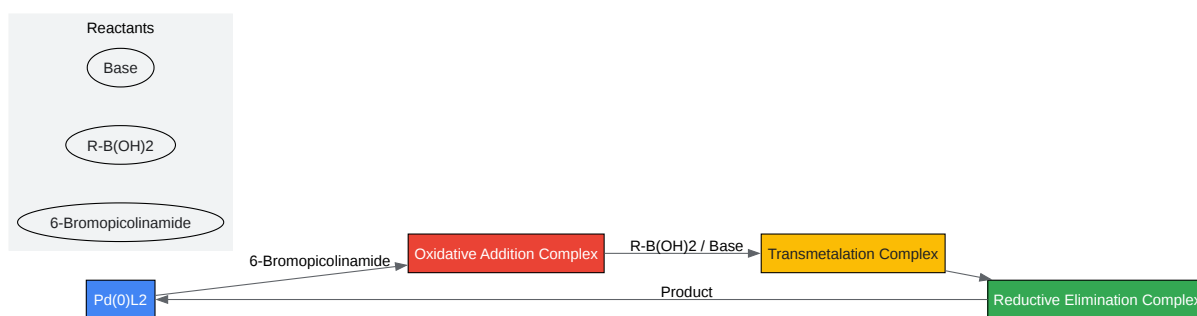 Reactants
Base
R-B(OH)2
6-Bromopicolinamide
6-Bromopicolinamide
Oxidative Addition Complex
R-B(OH)2 / Base
Transmetalation Complex
Pd(0)L2
Product
Reductive Elimination Complex